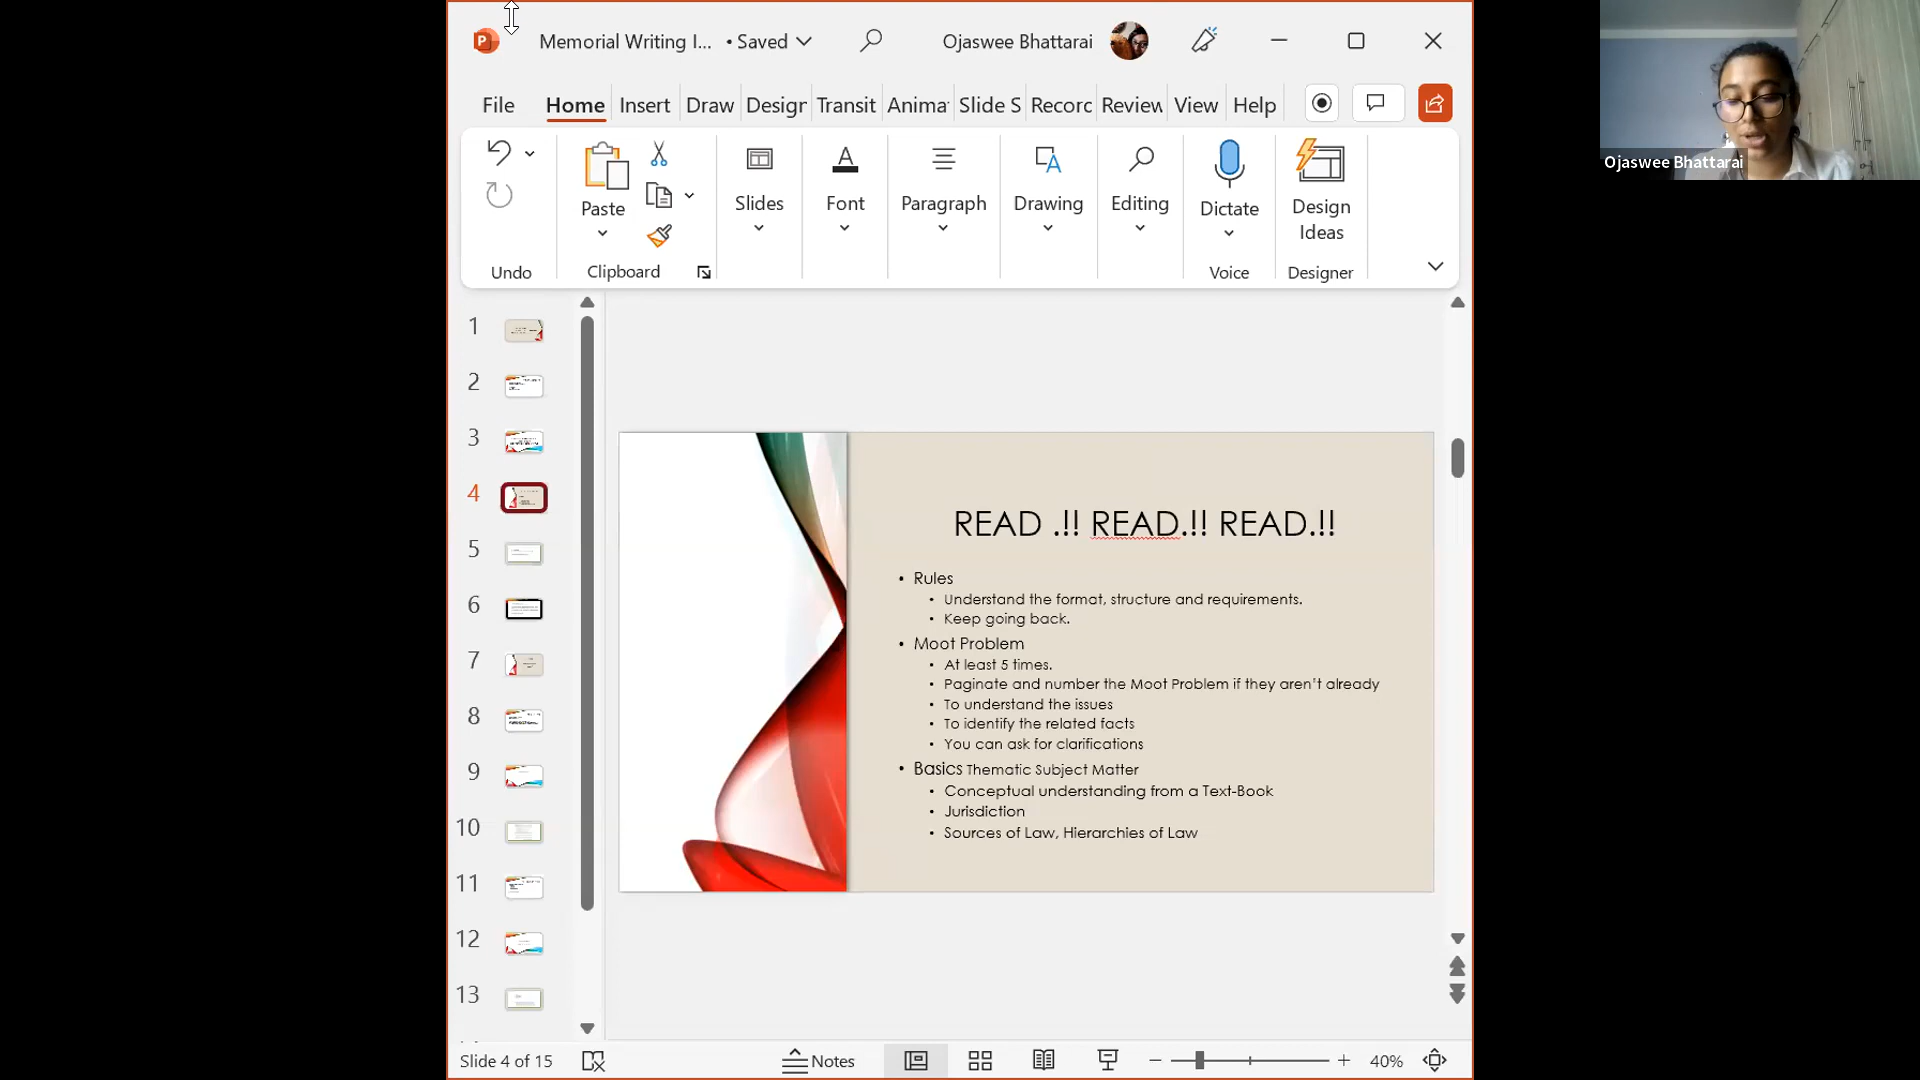 Memorial Writing I... • Saved
Ojaswee Bhattarai
File Home Insert Draw Desigr Transit Anima Slide S Recorc Review View Help
Paste
Slides
Font
Paragraph
Drawing
Editing
Dictate
Design
Ideas
Undo
Clipboard
Voice
Designer
Ojaswee Bhattarai
1
2
3
4
5
6
7
8
9
10
11
12
13
READ .!! READ.!! READ.!!
• Rules
• Understand the format, structure and requirements.
• Keep going back.
• Moot Problem
• At least 5 times.
• Paginate and number the Moot Problem if they aren't already
• To understand the issues
• To identify the related facts
• You can ask for clarifications
• Basics Thematic Subject Matter
• Conceptual understanding from a Text-Book
• Jurisdiction
• Sources of Law, Hierarchies of Law
Slide 4 of 15
Notes
40%